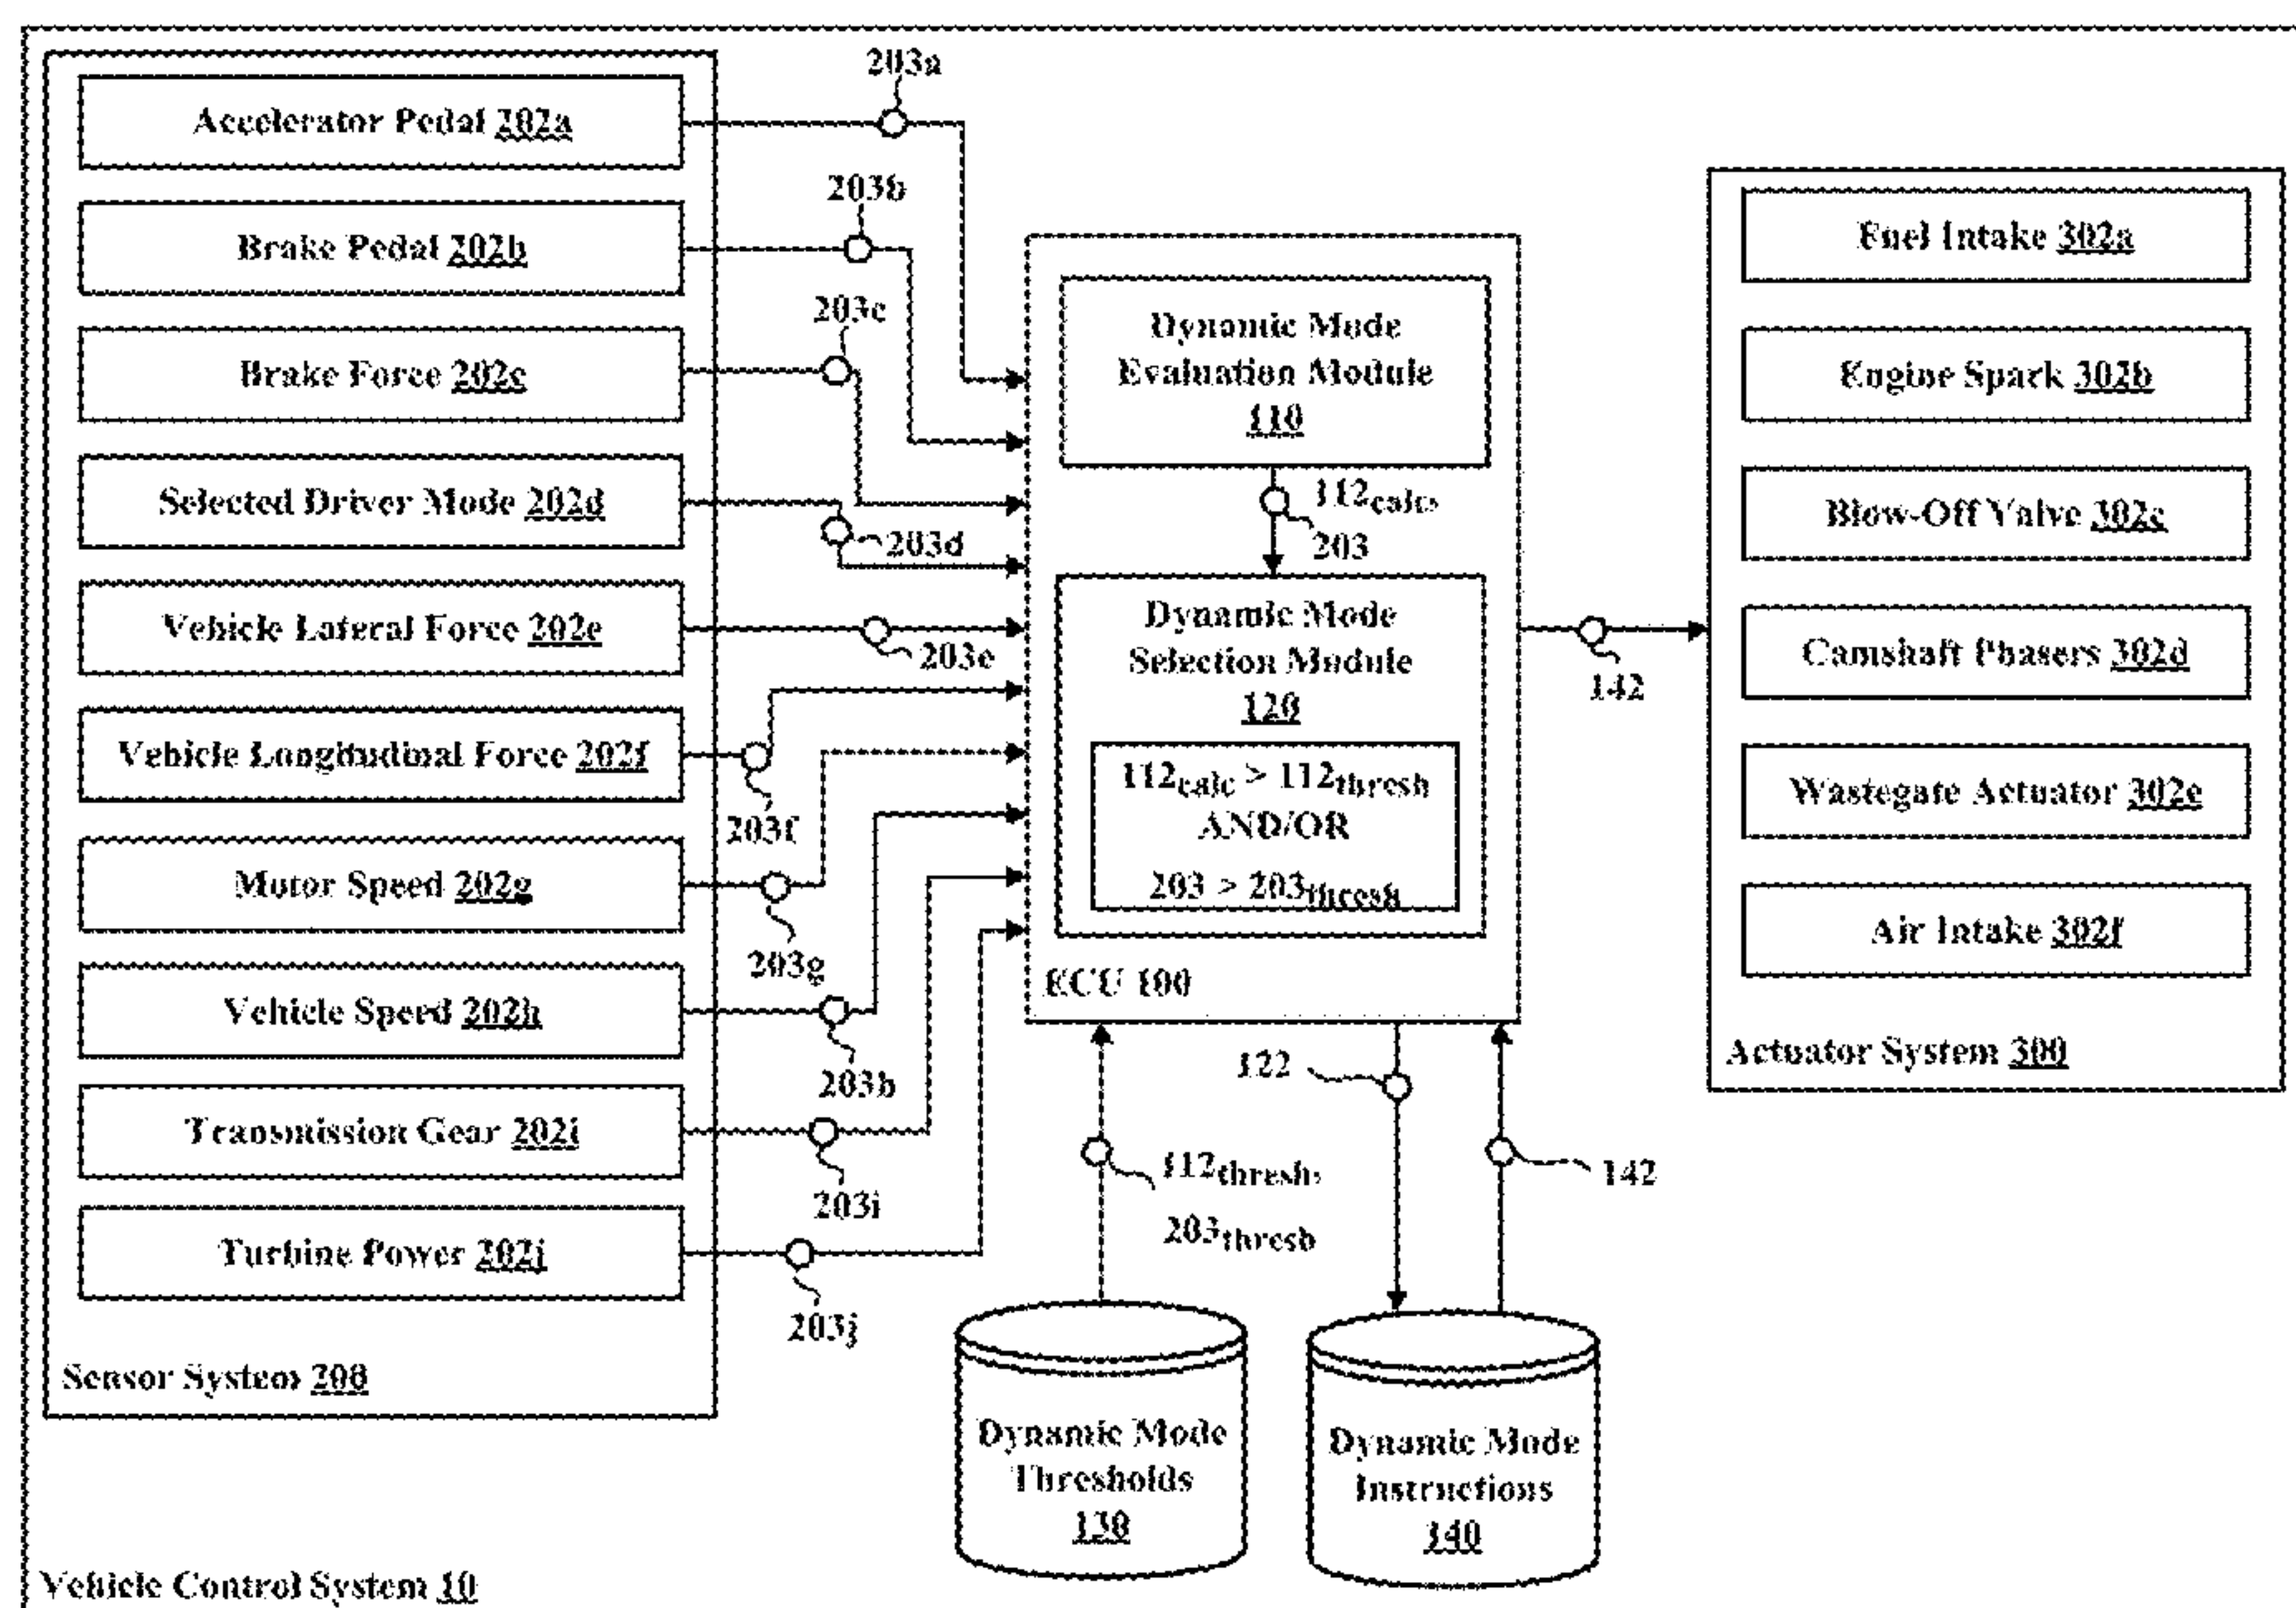 Accelerator Pedal 202a
Brake Pedal 202b
Brake Force 202c
Selected Driver Mode 202d
Vehicle Lateral Force 202e
Vehicle Longitudinal Force 202f
Motor Speed 202g
Vehicle Speed 202h
Transmission Gear 202i
Turbine Power 202j
Sensor System 200
203a
203b
203c
203d
203e
203f
203g
203h
203i
203j
Dynamic Mode
Evaluation Module
110
112calc,
203
Dynamic Mode
Selection Module
120
112calc > 112thresh
AND/OR
203 > 203thresh
ECU 100
142
Fuel Intake 302a
Engine Spark 302b
Blow-Off Valve 302c
Camshaft Phasers 302d
Wastegate Actuator 302e
Air Intake 302f
Actuator System 300
122
112thresh,
203thresh
142
Dynamic Mode
Thresholds
130
Dynamic Mode
Instructions
140
Vehicle Control System 10